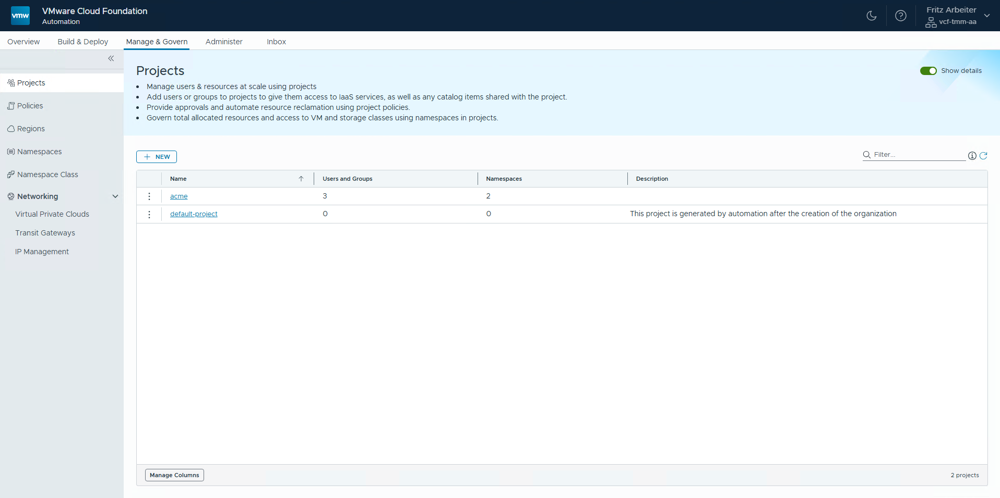 vmw
VMware Cloud Foundation
Automation
Fritz Arbeiter
vcf-tmm-aa
Overview
Build & Deploy
Manage & Govern
Administer
Inbox
Projects
Policies
Regions
Namespaces
Namespace Class
Networking
Virtual Private Clouds
Transit Gateways
IP Management
Projects
Show details
Manage users & resources at scale using projects
Add users or groups to projects to give them access to IaaS services, as well as any catalog items shared with the project.
Provide approvals and automate resource reclamation using project policies.
Govern total allocated resources and access to VM and storage classes using namespaces in projects.
NEW
Filter...
Name Users and Groups Namespaces Description
acme 3 2
default-project 0 0 This project is generated by automation after the creation of the organization
Manage Columns
2 projects